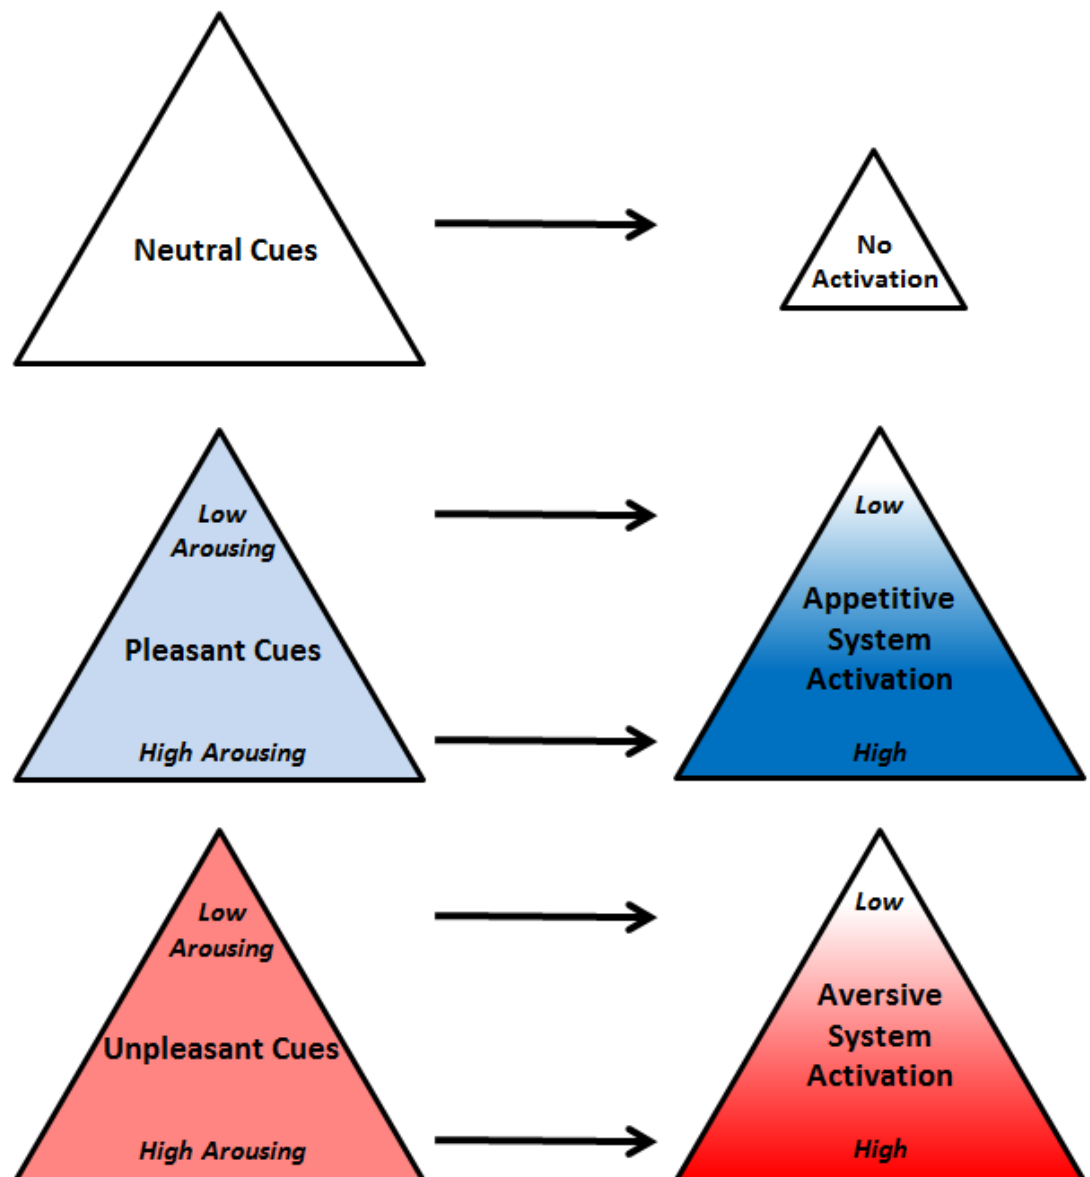 Neutral Cues
No
Activation
Low
Arousing
Pleasant Cues
High Arousing
Low
Appetitive
System
Activation
High
Low
Arousing
Unpleasant Cues
High Arousing
Low
Aversive
System
Activation
High